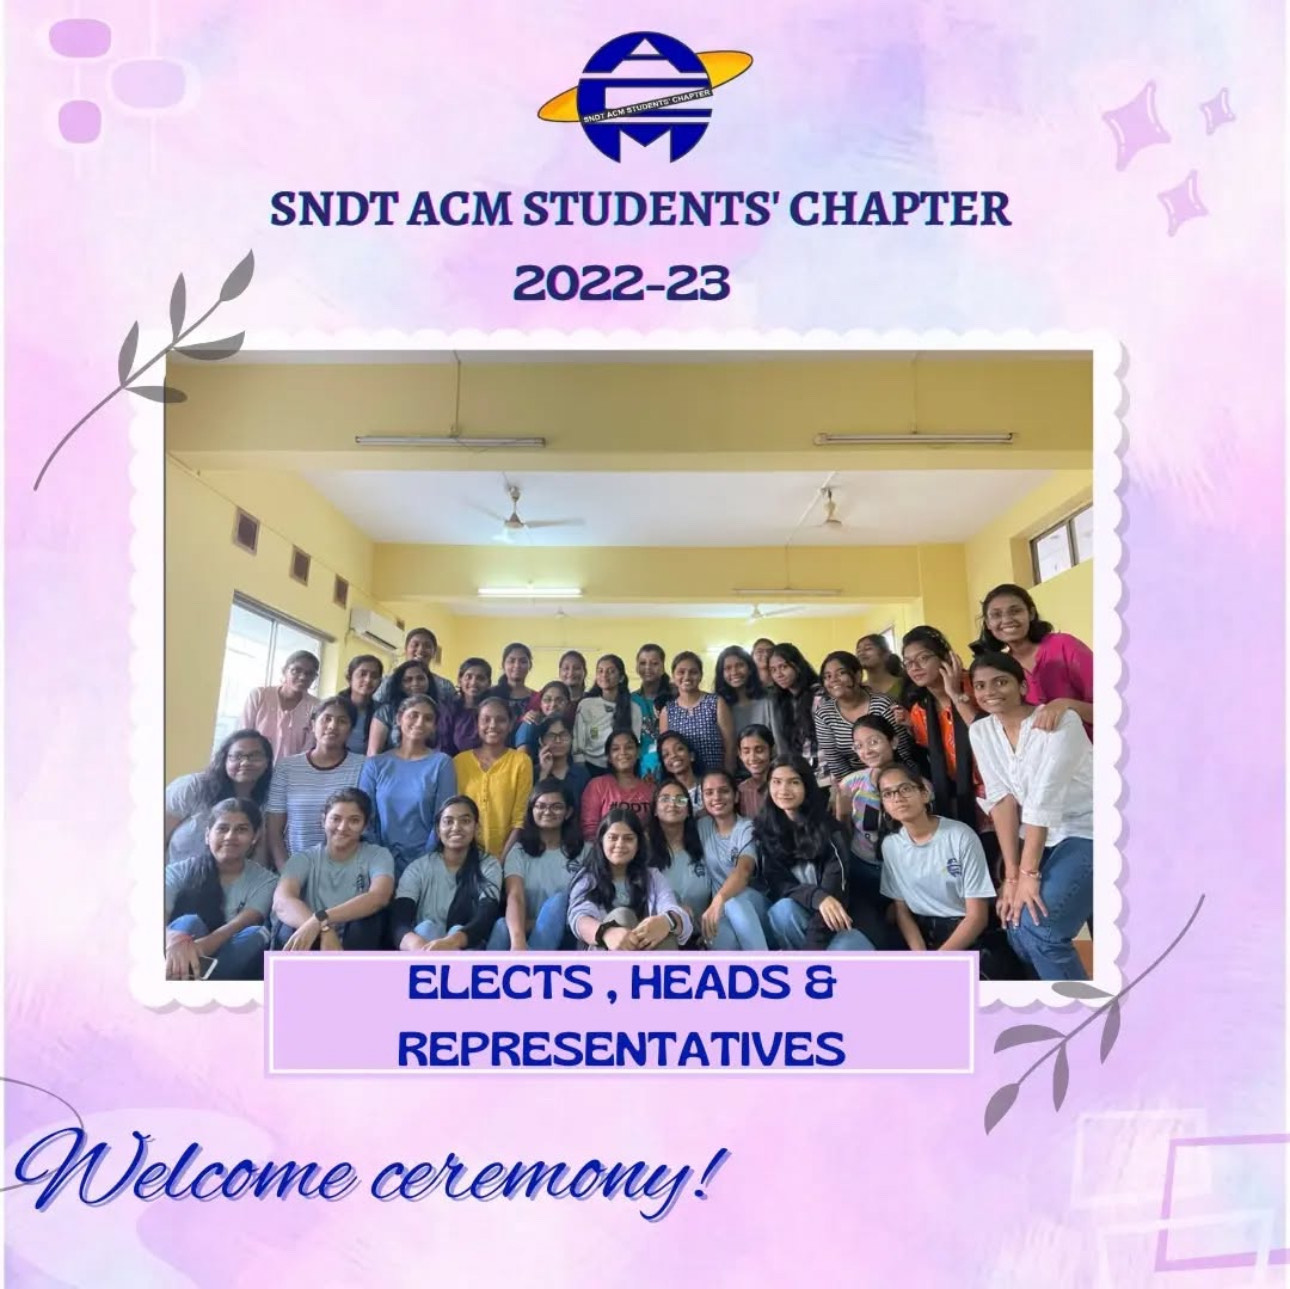 SNDT ACM STUDENTS' CHAPTER
SNDT ACM STUDENTS' CHAPTER
2022-23
ELECTS , HEADS &
REPRESENTATIVES
Welcome ceremony!